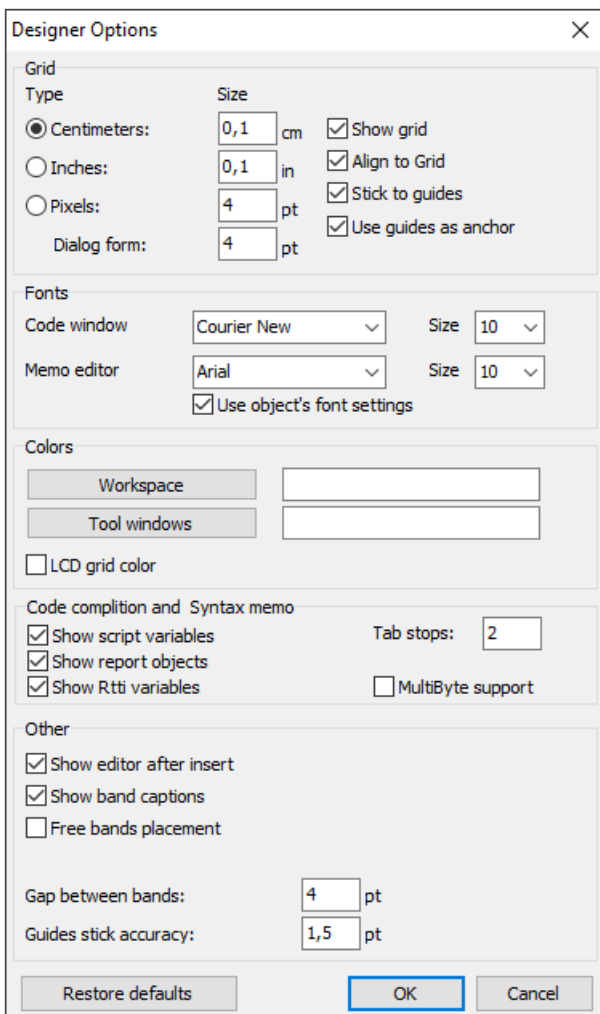 Designer Options
Grid
Type Size
Centimeters: 0,1 cm Show grid
Inches: 0,1 in Align to Grid
Pixels: 4 pt Stick to guides
Dialog form: 4 pt Use guides as anchor
Fonts
Code window Courier New Size 10
Memo editor Arial Size 10
Use object's font settings
Colors
Workspace
Tool windows
LCD grid color
Code complition and Syntax memo
Show script variables Tab stops: 2
Show report objects
Show Rtti variables MultiByte support
Other
Show editor after insert
Show band captions
Free bands placement
Gap between bands: 4 pt
Guides stick accuracy: 1,5 pt
Restore defaults OK Cancel